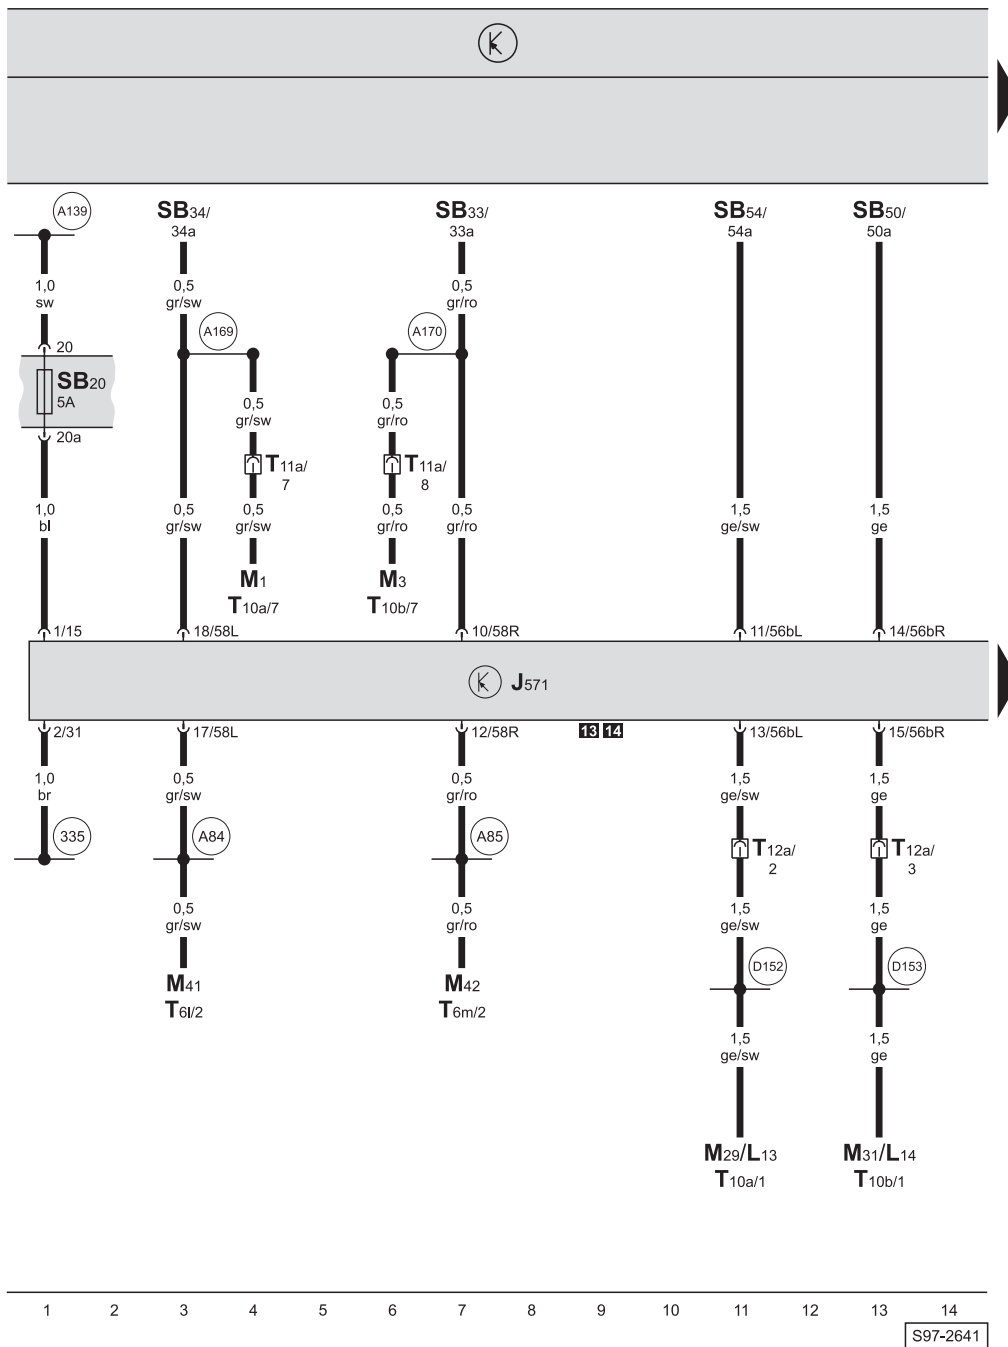 A139
SB34/
SB33/
SB54/
SB50/
34a
33a
54a
50a
1,0
0,5
0,5
sw
gr/sw
gr/ro
A169
A170
20
SB20
5A
0,5
0,5
gr/sw
gr/ro
20a
T11a/
T11a/
7
8
1,0
0,5
0,5
0,5
0,5
1,5
1,5
bl
gr/sw
gr/sw
gr/ro
gr/ro
ge/sw
ge
M1
M3
T10a/7
T10b/7
1/15
18/58L
10/58R
11/56bL
14/56bR
J571
2/31
17/58L
12/58R
13 14
13/56bL
15/56bR
1,0
0,5
0,5
1,5
1,5
br
gr/sw
gr/ro
ge/sw
ge
335
A84
A85
T12a/
T12a/
2
3
0,5
0,5
1,5
1,5
gr/sw
gr/ro
ge/sw
ge
D152
D153
M41
M42
T6l/2
T6m/2
1,5
1,5
ge/sw
ge
M29/L13
M31/L14
T10a/1
T10b/1
1 2 3 4 5 6 7 8 9 10 11 12 13 14
S97-2641